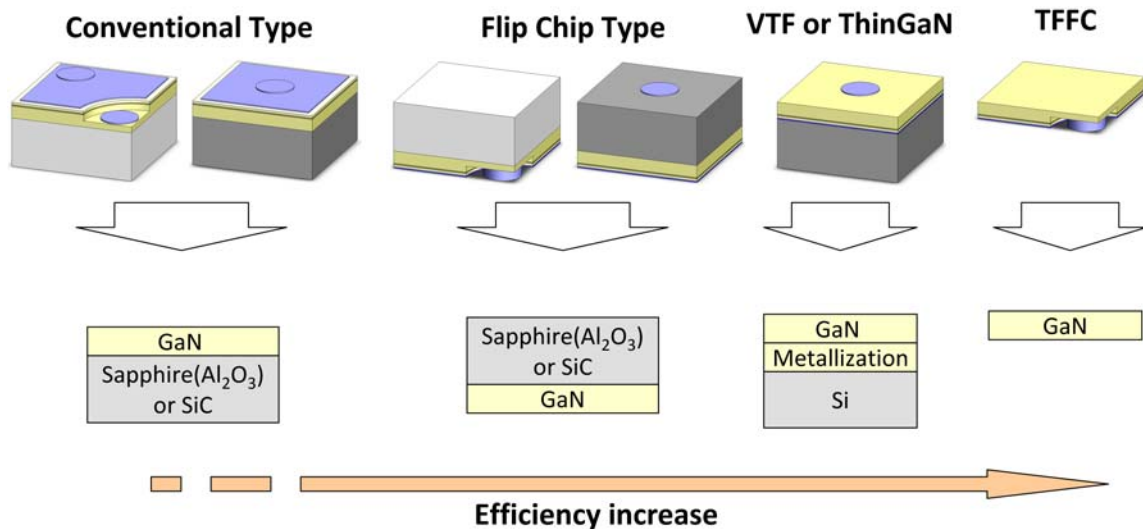 Conventional Type
Flip Chip Type
VTF or ThinGaN
TFFC
GaN
Sapphire(Al₂O₃)
or SiC
Sapphire(Al₂O₃)
or SiC
GaN
GaN
Metallization
Si
GaN
Efficiency increase